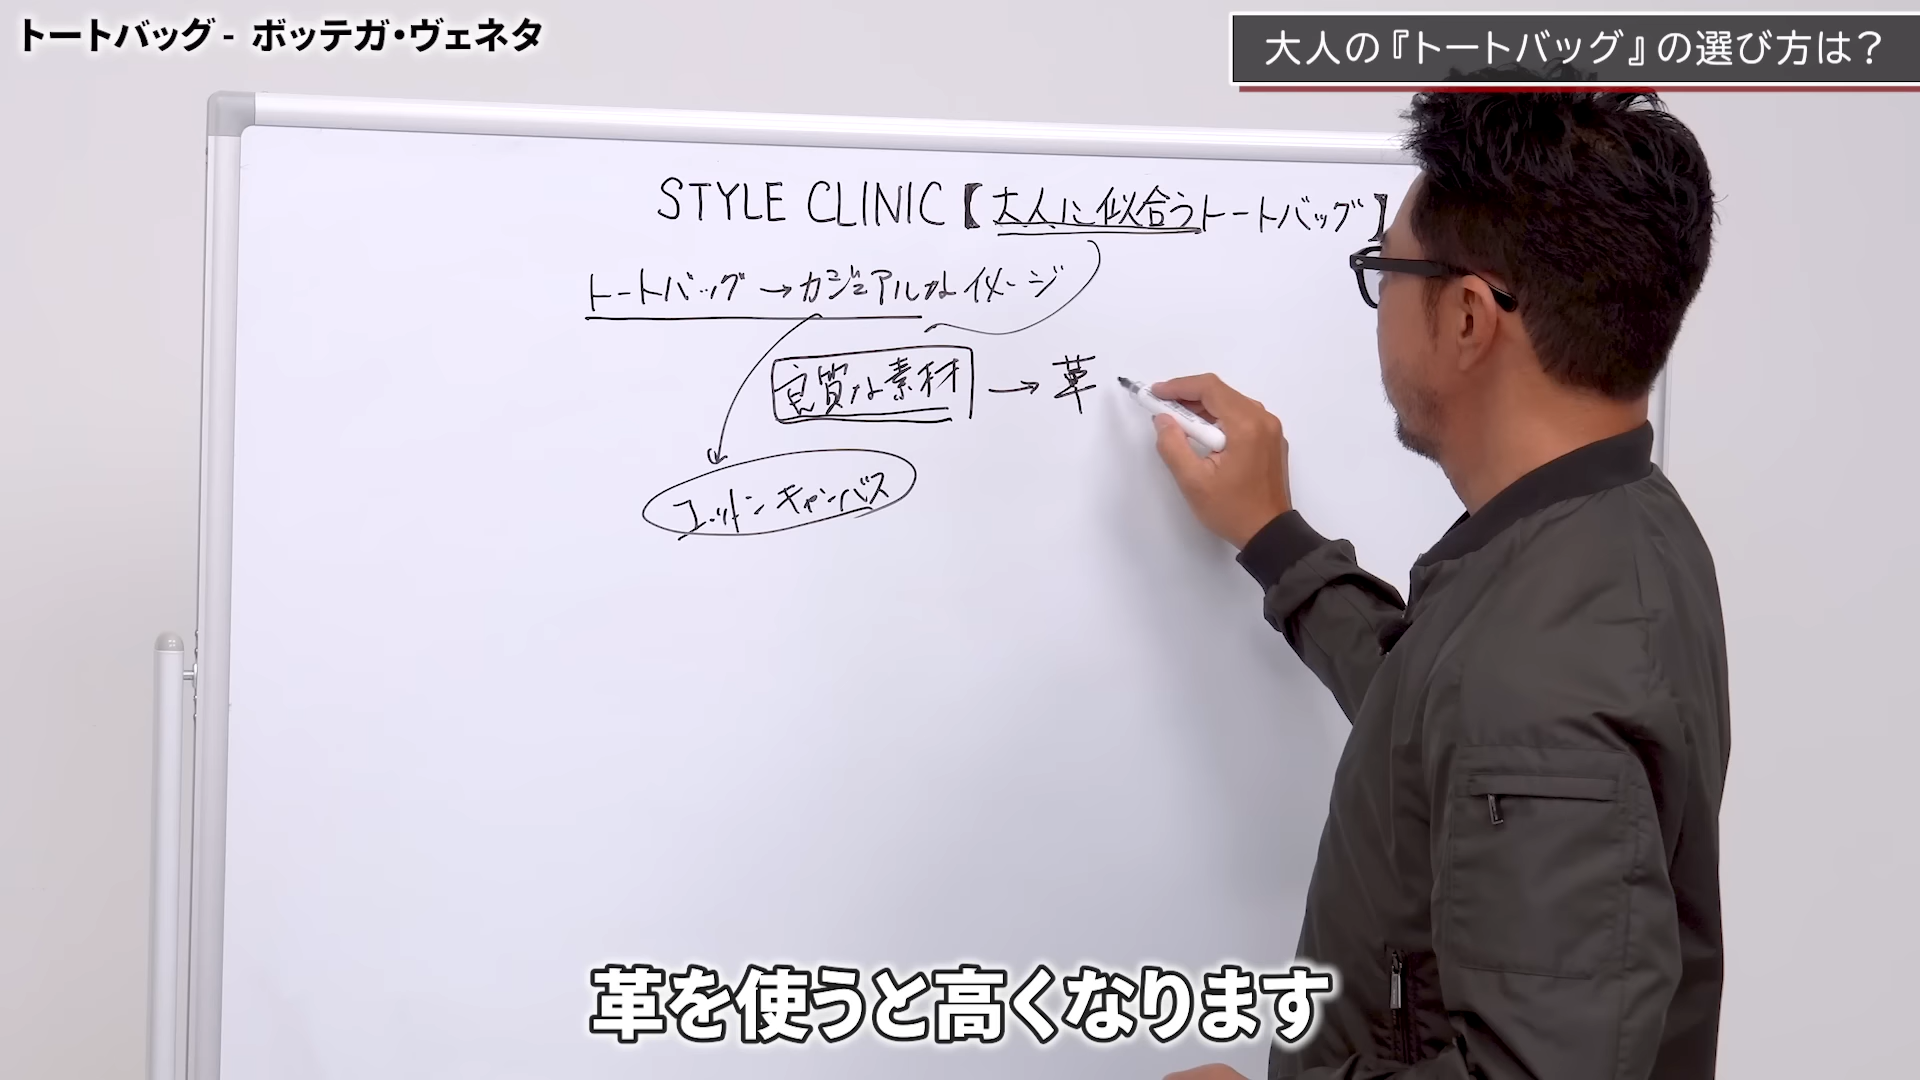 トートバッグ - ボッテガ・ヴェネタ
大人の『トートバッグ』の選び方は？
STYLE CLINIC【大人に似合うトートバッグ】
トートバッグ→カジュアルなイメージ
良質な素材→革
コットンキャンバス
革を使うと高くなります